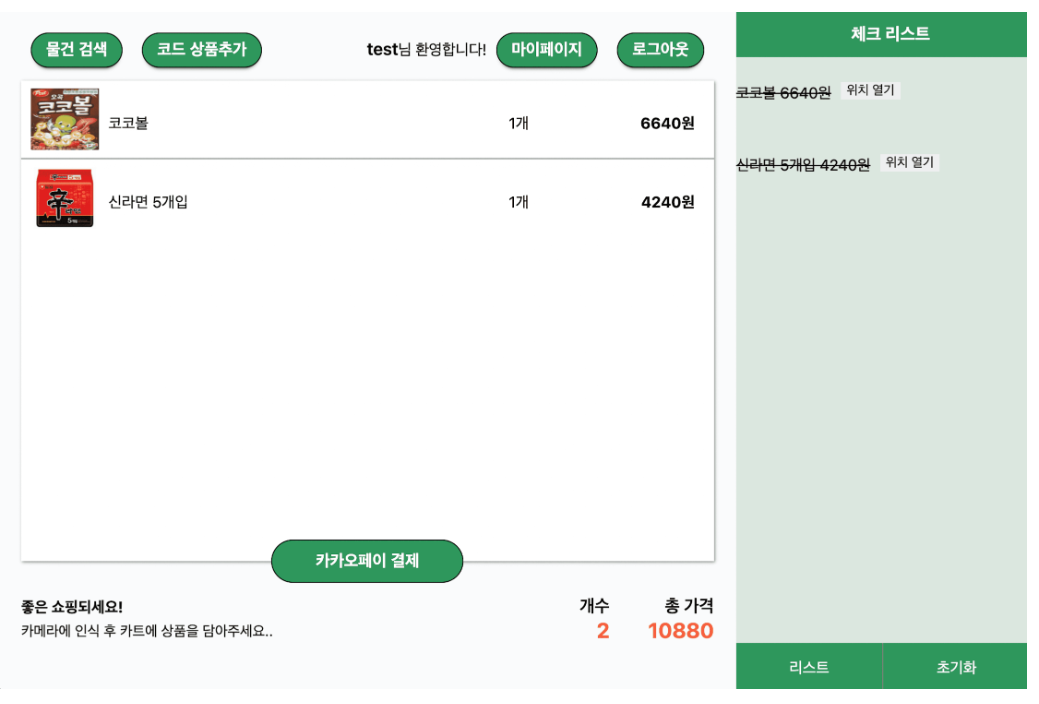 물건 검색
코드 상품추가
test님 환영합니다!
마이페이지
로그아웃
Post
코코볼
코코볼
1개
6640원
辛
신라면 5개입
1개
4240원
카카오페이 결제
좋은 쇼핑되세요!
카메라에 인식 후 카트에 상품을 담아주세요..
개수
총 가격
2
10880
체크 리스트
코코볼 6640원
위치 열기
신라면 5개입 4240원
위치 열기
리스트
초기화